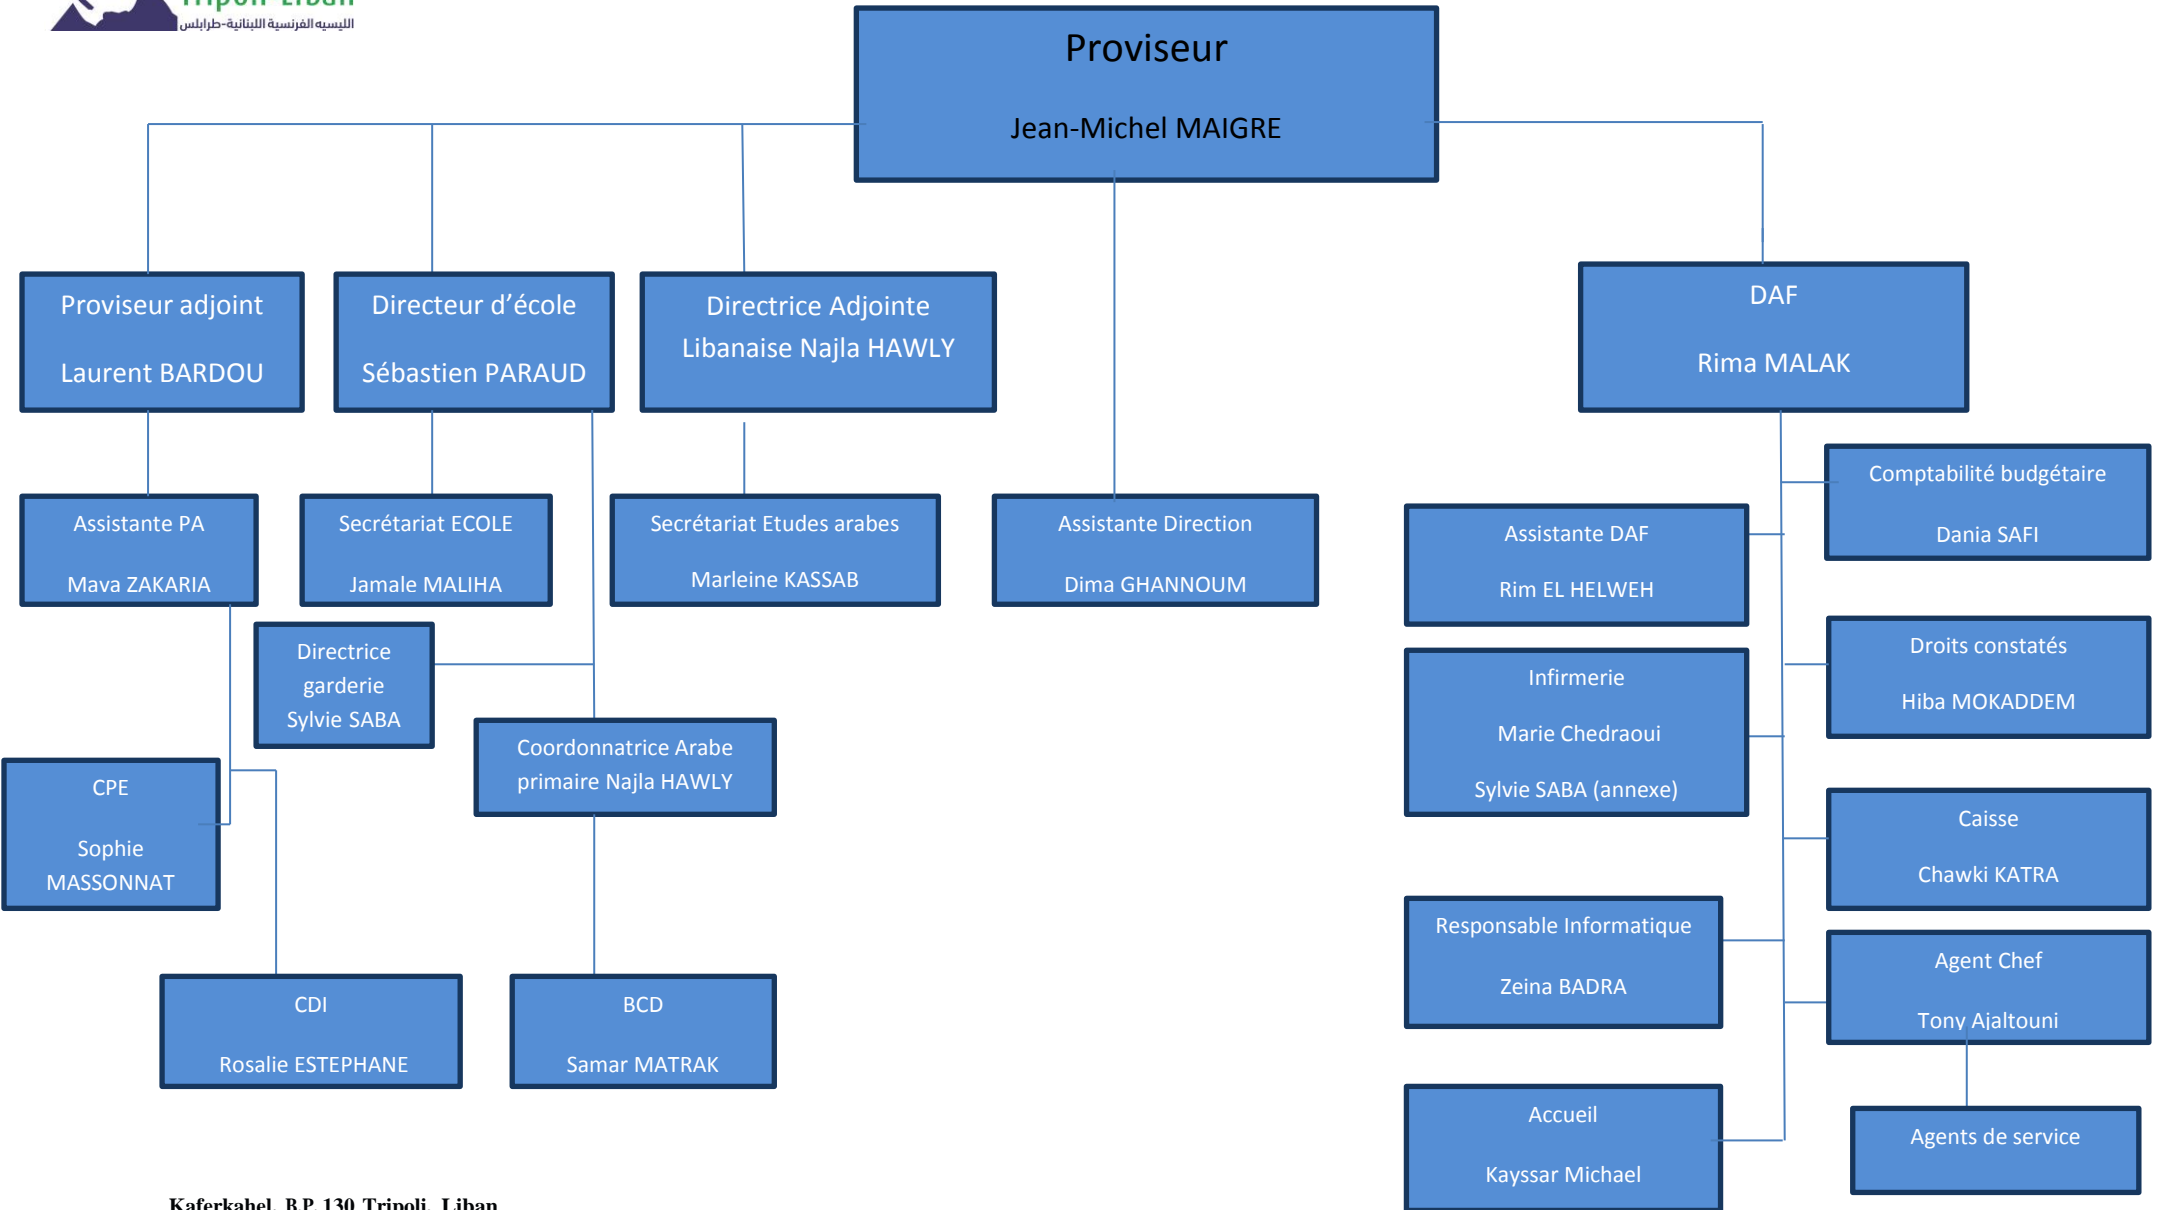 Tripoli-Liban
الليسيه الفرنسية اللبنانية-طرابلس
Proviseur
Jean-Michel MAIGRE
Proviseur adjoint
Laurent BARDOU
Directeur d’école
Sébastien PARAUD
Directrice Adjointe
Libanaise Najla HAWLY
DAF
Rima MALAK
Assistante PA
Mava ZAKARIA
Secrétariat ECOLE
Jamale MALIHA
Secrétariat Etudes arabes
Marleine KASSAB
Assistante Direction
Dima GHANNOUM
Assistante DAF
Rim EL HELWEH
Comptabilité budgétaire
Dania SAFI
Directrice
garderie
Sylvie SABA
Coordonnatrice Arabe
primaire Najla HAWLY
Infirmerie
Marie Chedraoui
Sylvie SABA (annexe)
Droits constatés
Hiba MOKADDEM
CPE
Sophie
MASSONNAT
Caisse
Chawki KATRA
Responsable Informatique
Zeina BADRA
Agent Chef
Tony Ajaltouni
CDI
Rosalie ESTEPHANE
BCD
Samar MATRAK
Accueil
Kayssar Michael
Agents de service
Kaferkahel, B.P. 130 Tripoli, Liban